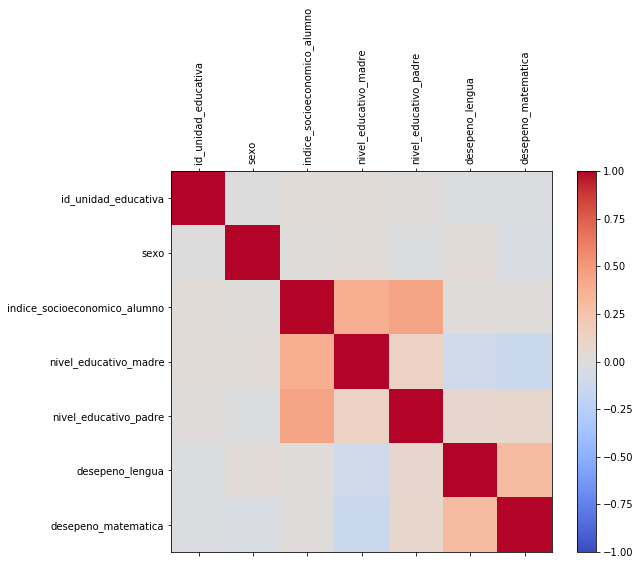 id_unidad_educativa
sexo
indice_socioeconomico_alumno
nivel_educativo_madre
nivel_educativo_padre
desepeno_lengua
desepeno_matematica
id_unidad_educativa
sexo
indice_socioeconomico_alumno
nivel_educativo_madre
nivel_educativo_padre
desepeno_lengua
desepeno_matematica
1.00
0.75
0.50
0.25
0.00
−0.25
−0.50
−0.75
−1.00